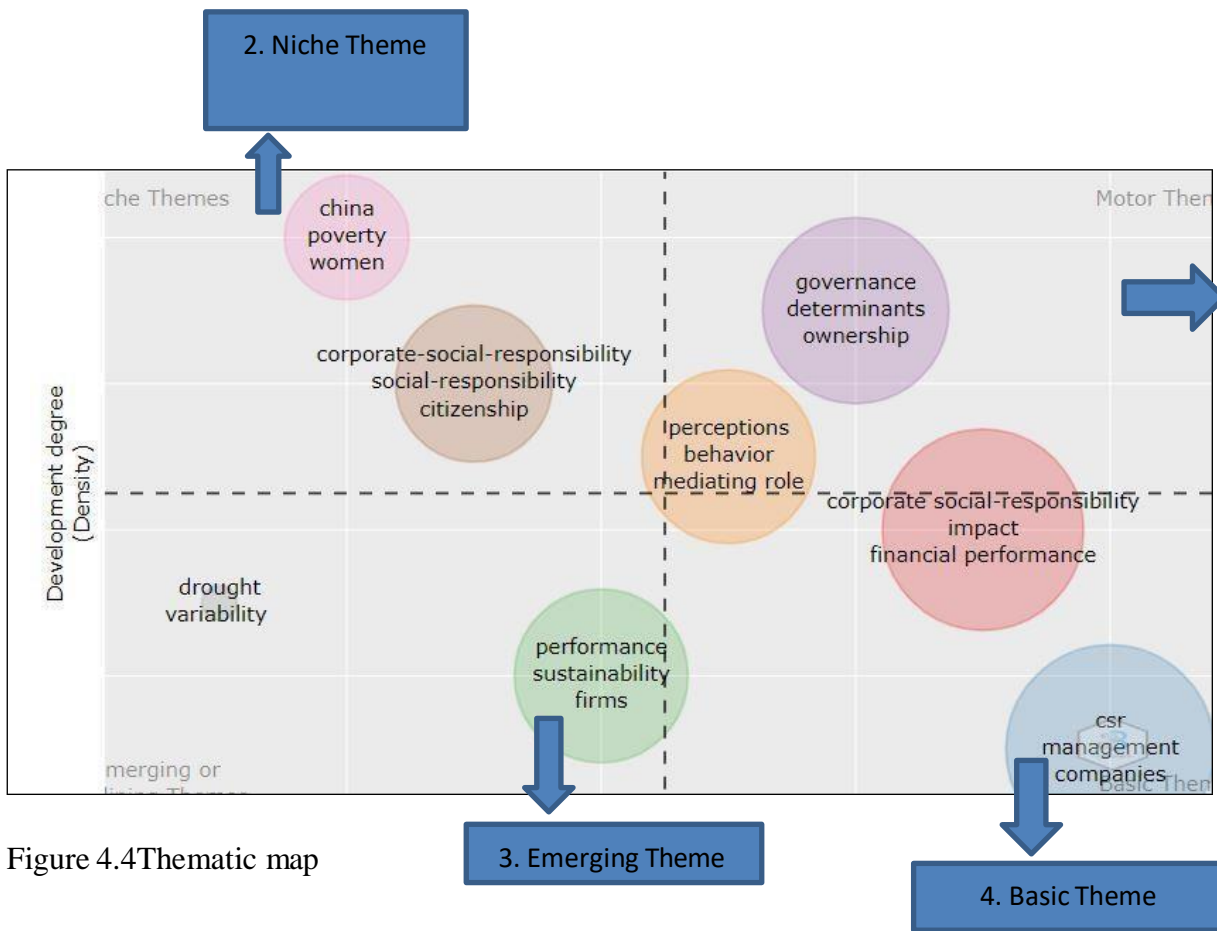 2. Niche Theme
che Themes
Motor Then
china
poverty
women
governance
determinants
ownership
corporate-social-responsibility
social-responsibility
citizenship
perceptions
behavior
mediating role
corporate social-responsibility
impact
financial performance
Development degree
(Density)
drought
variability
performance
sustainability
firms
csr
management
companies
merging or
Basic Them
Figure 4.4Thematic map
3. Emerging Theme
4. Basic Theme